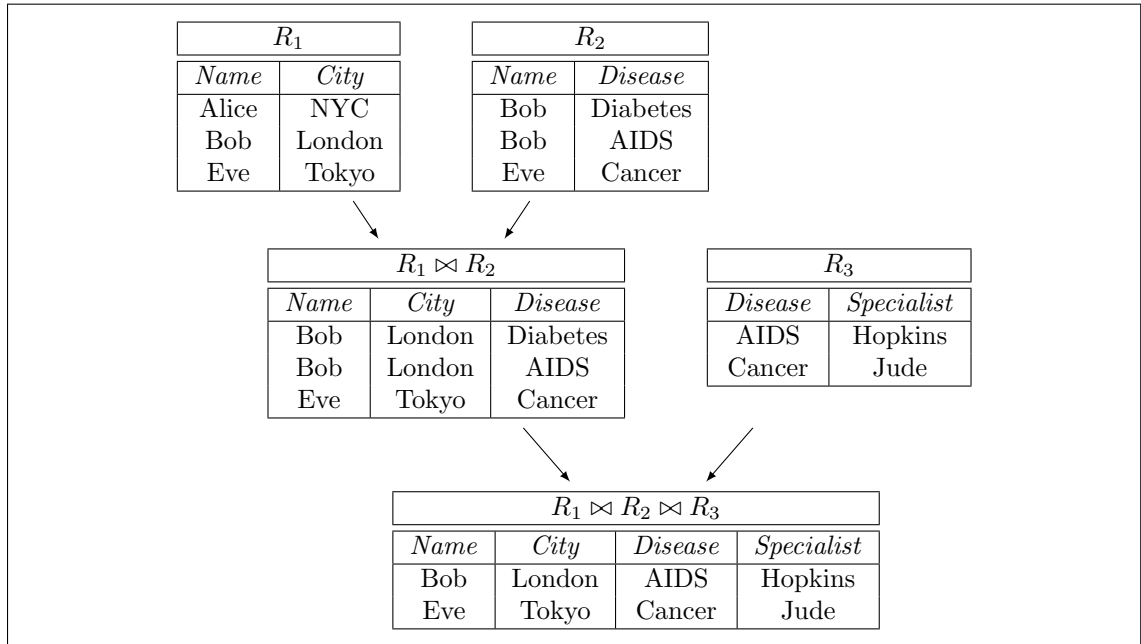 R₁ R₂
Name City Name Disease
Alice NYC Bob Diabetes
Bob London Bob AIDS
Eve Tokyo Eve Cancer
R₁ ⋈ R₂ R₃
Name City Disease Disease Specialist
Bob London Diabetes AIDS Hopkins
Bob London AIDS Cancer Jude
Eve Tokyo Cancer
R₁ ⋈ R₂ ⋈ R₃
Name City Disease Specialist
Bob London AIDS Hopkins
Eve Tokyo Cancer Jude